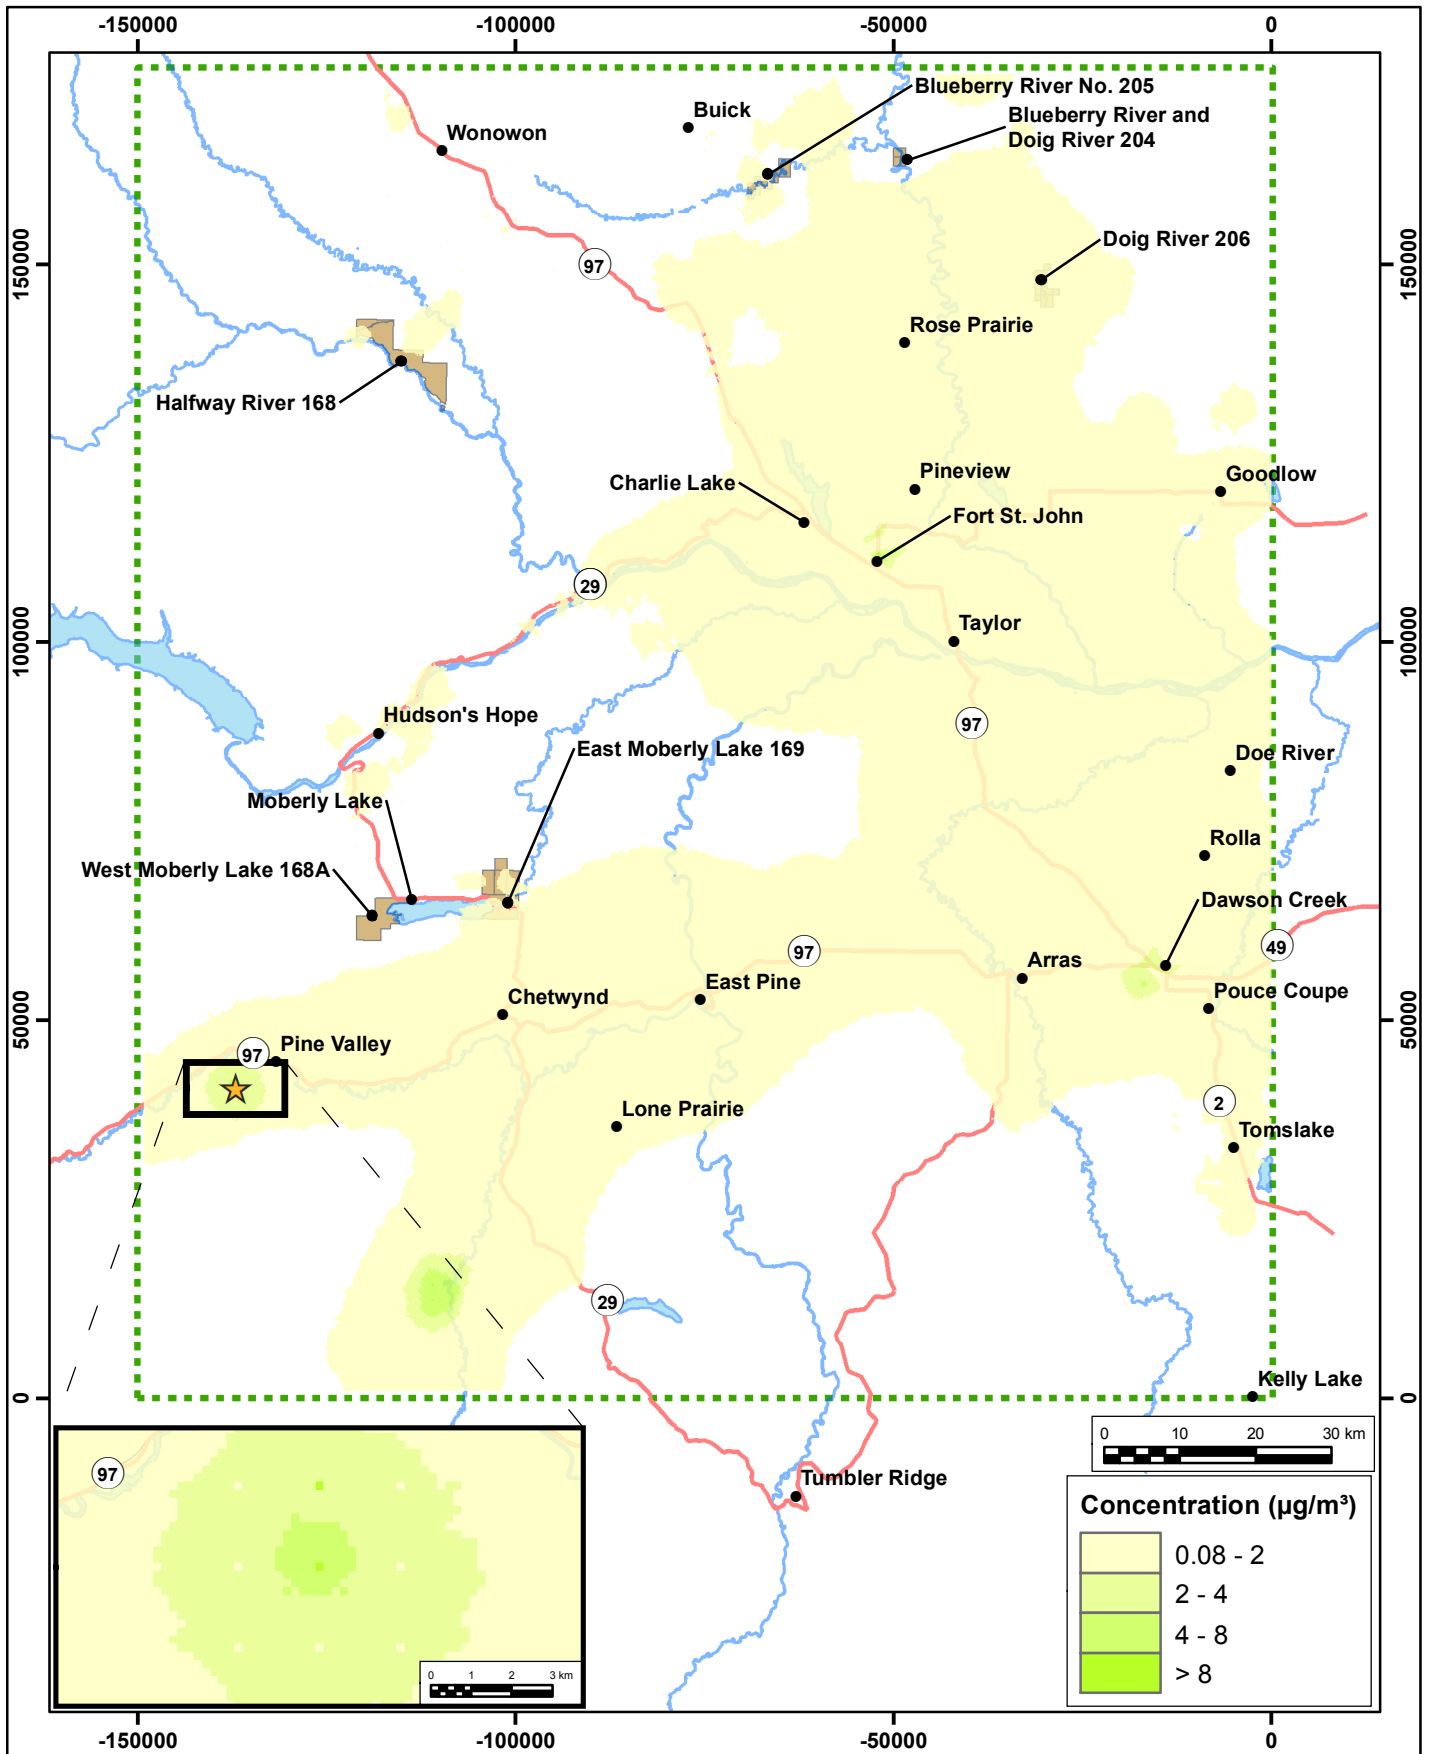 -150000
-100000
-50000
0
Blueberry River No. 205
Buick
Blueberry River and
Doig River 204
Wonowon
Doig River 206
97
150000
150000
Rose Prairie
Halfway River 168
Pineview
Goodlow
Charlie Lake
Fort St. John
29
Taylor
100000
100000
Hudson's Hope
97
East Moberly Lake 169
Doe River
Moberly Lake
Rolla
West Moberly Lake 168A
Dawson Creek
97
49
Arras
East Pine
Pouce Coupe
Chetwynd
50000
50000
97
Pine Valley
2
Lone Prairie
Tomslake
29
Kelly Lake
0
0
0 10 20 30 km
97
Tumbler Ridge
Concentration (µg/m³)
0.08 - 2
2 - 4
4 - 8
> 8
0 1 2 3 km
-150000
-100000
-50000
0